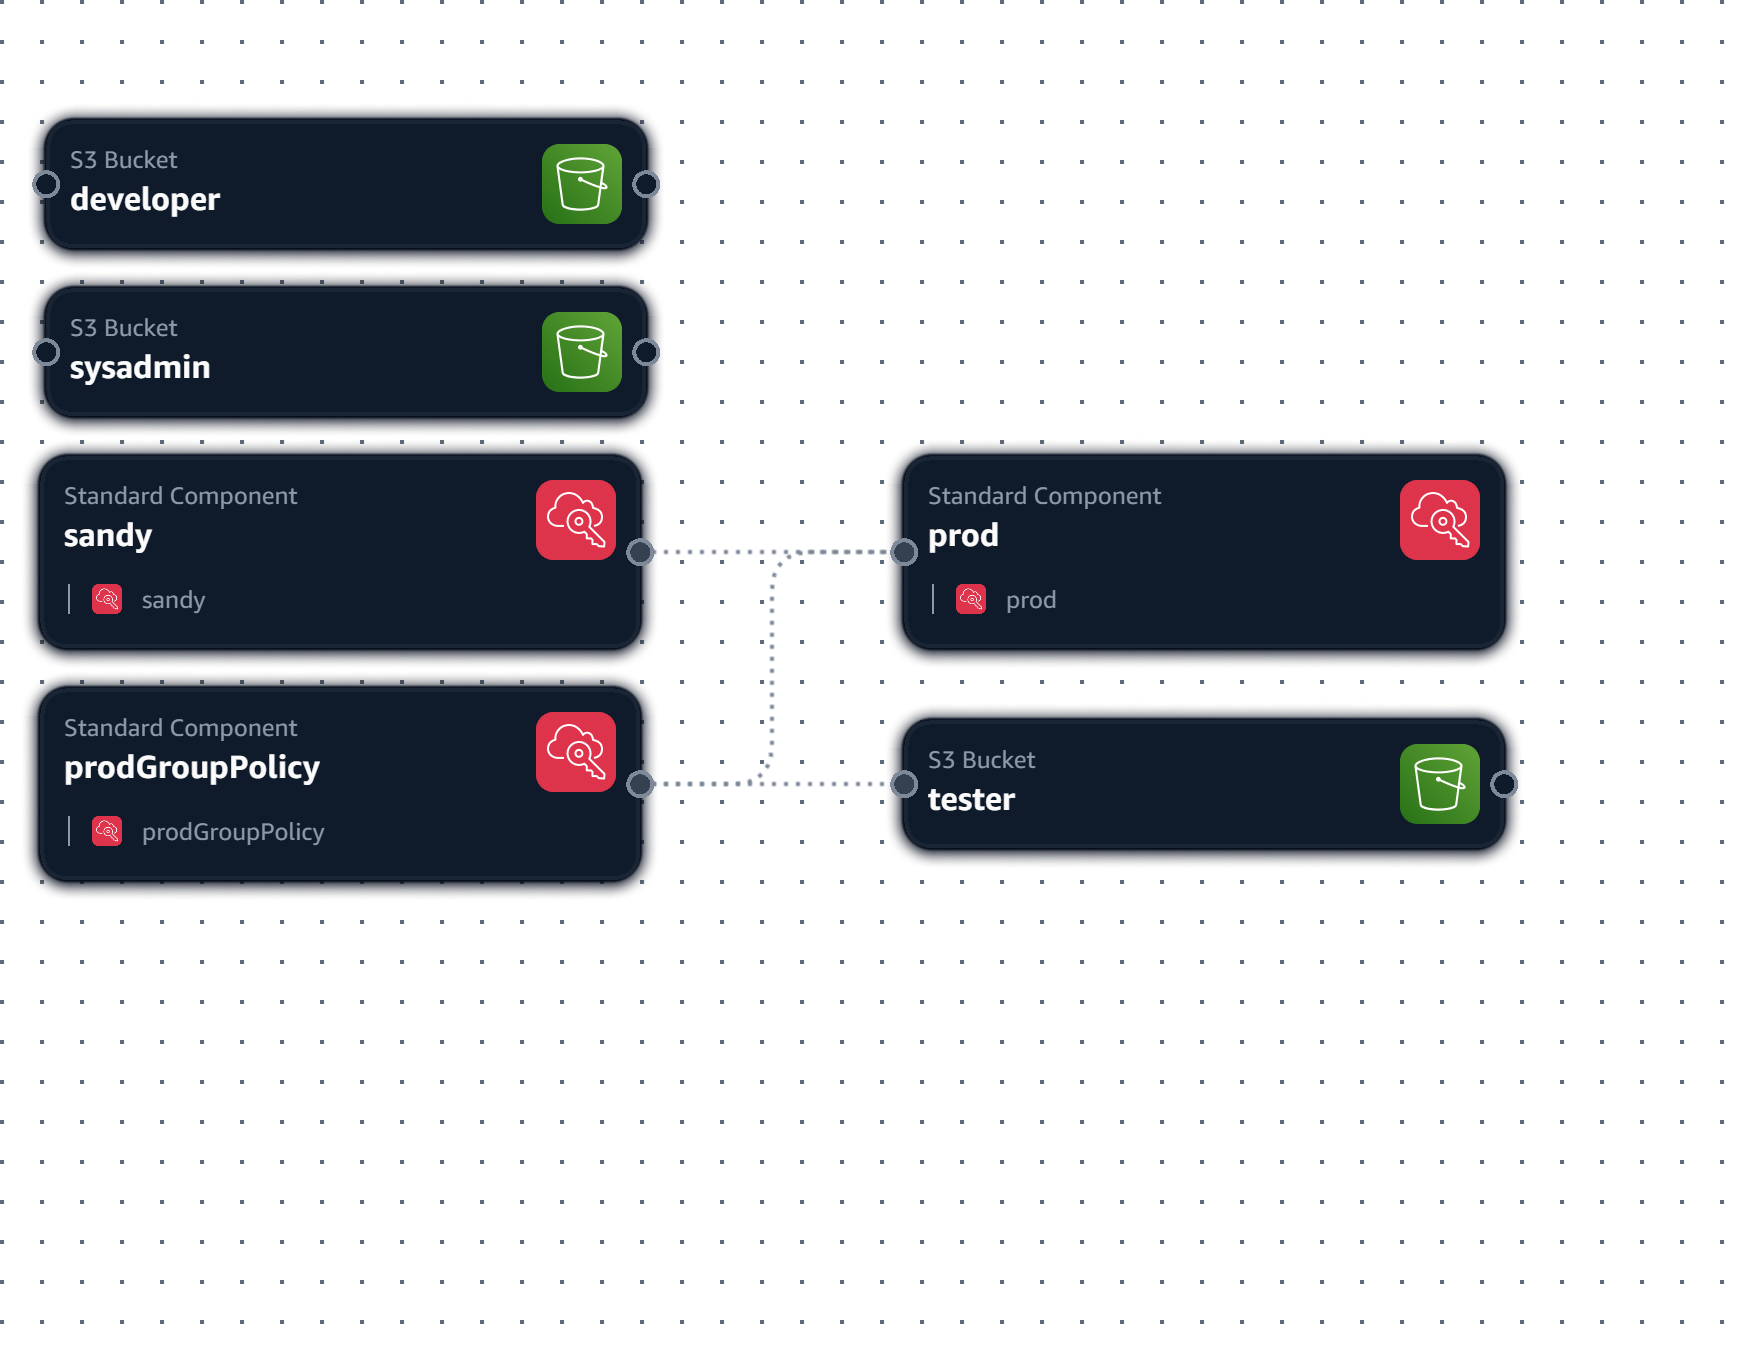 S3 Bucket
developer
S3 Bucket
sysadmin
Standard Component
sandy
sandy
Standard Component
prod
prod
Standard Component
prodGroupPolicy
prodGroupPolicy
S3 Bucket
tester